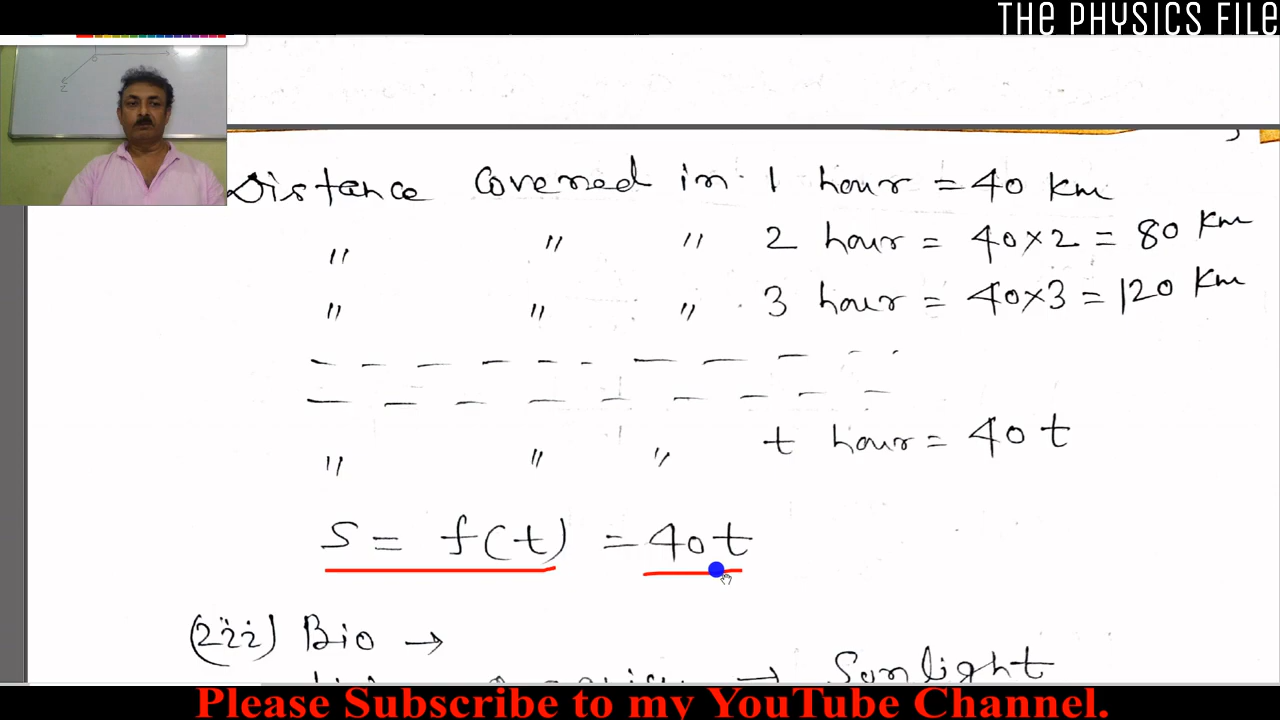 THE PHYSICS FILE
Distance covered in 1 hour = 40 km
" " " 2 hour = 40×2 = 80 km
" " " 3 hour = 40×3 = 120 km
" " " t hour = 40 t
S = f(t) = 40t
(iii) Bio →
→ Sunlight
Please Subscribe to my YouTube Channel.